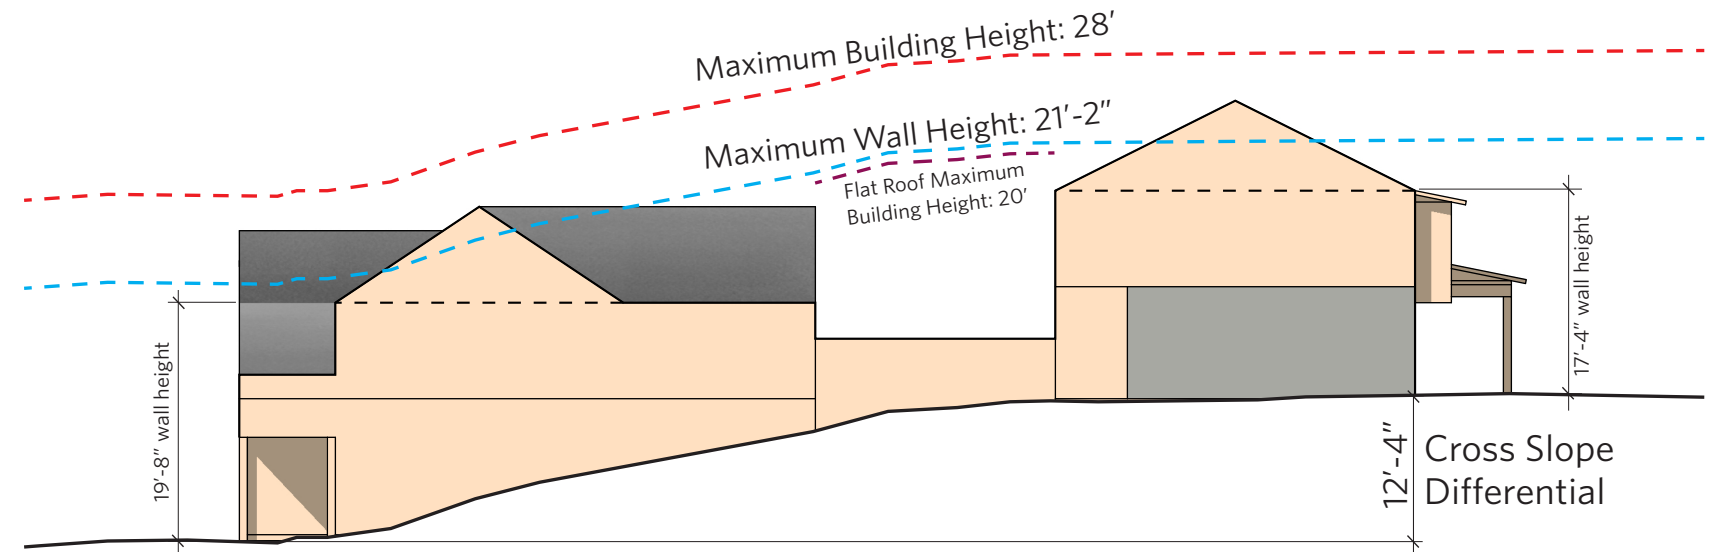 Maximum Building Height: 28′
Maximum Wall Height: 21′-2″
Flat Roof Maximum
Building Height: 20′
19′-8″ wall height
17′-4″ wall height
12′-4″
Cross Slope
Differential